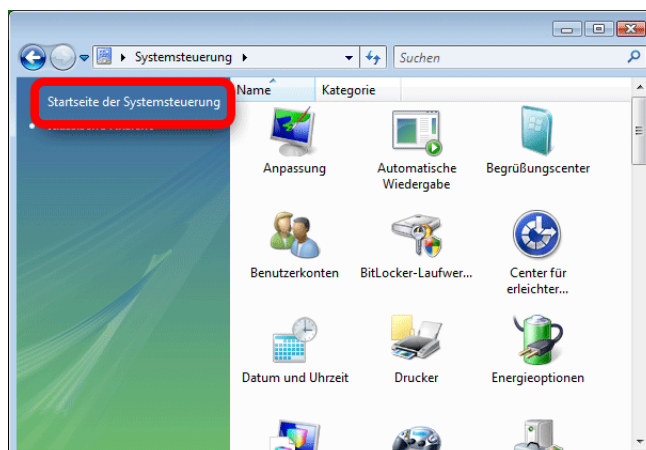 Systemsteuerung
Suchen
Startseite der Systemsteuerung
Name Kategorie
Anpassung
Automatische
Wiedergabe
Begrüßungscenter
Benutzerkonten
BitLocker-Laufwer...
Center für
erleichter...
Datum und Uhrzeit
Drucker
Energieoptionen